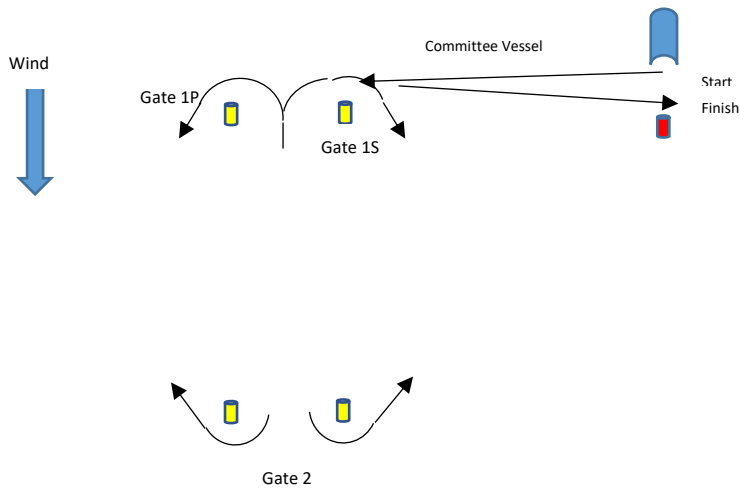 Committee Vessel
Wind
Start
Gate 1P
Finish
Gate 1S
Gate 2